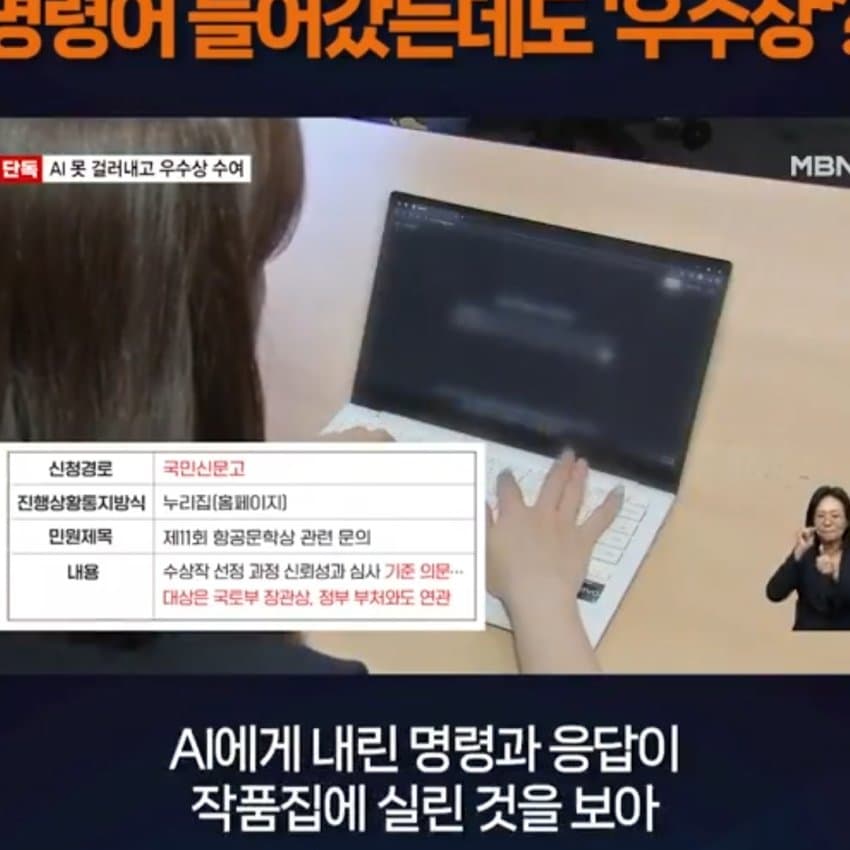 명령어 들어갔는데도 '우수상'?
단독 AI 못 걸러내고 우수상 수여
MBN
신청경로 국민신문고
진행상황통지방식 누리집(홈페이지)
민원제목 제11회 항공문학상 관련 문의
내용 수상작 선정 과정 신뢰성과 심사 기준 의문…
대상은 국토부 장관상, 정부 부처와도 연관
AI에게 내린 명령과 응답이
작품집에 실린 것을 보아